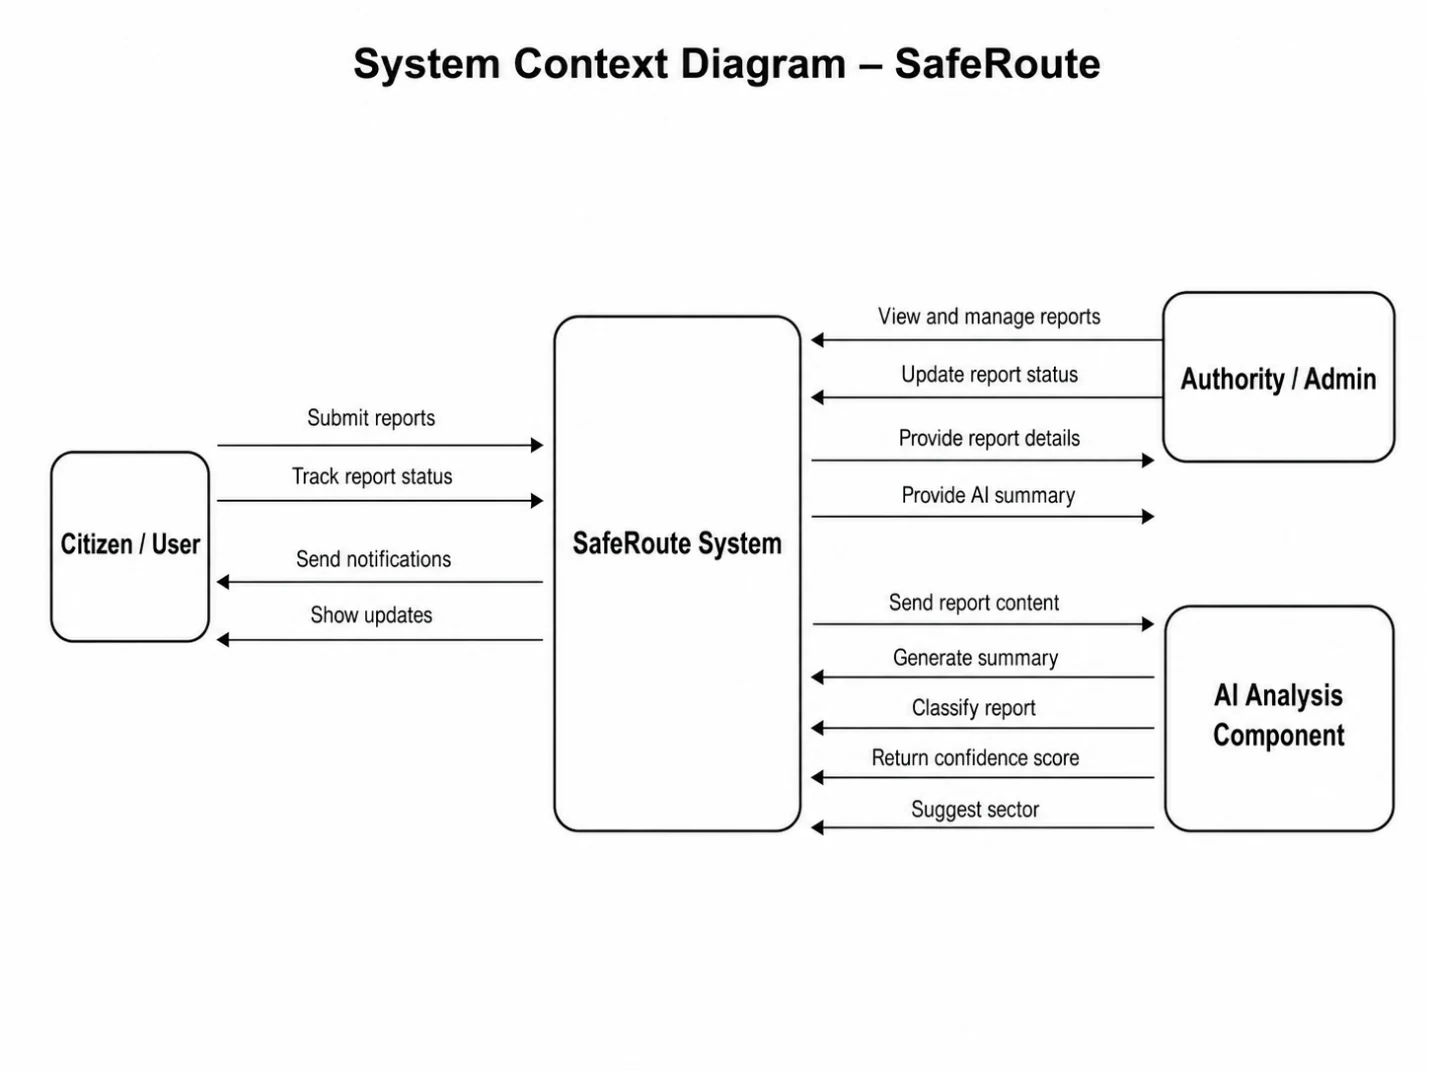 System Context Diagram – SafeRoute
Submit reports
Track report status
Send notifications
Show updates
Citizen / User
SafeRoute System
View and manage reports
Update report status
Provide report details
Provide AI summary
Authority / Admin
Send report content
Generate summary
Classify report
Return confidence score
Suggest sector
AI Analysis
Component